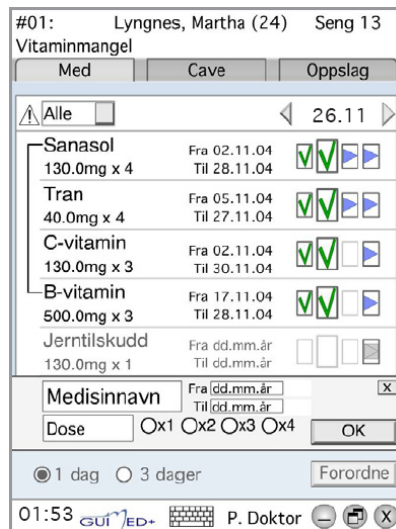 #01: Lyngnes, Martha (24) Seng 13
Vitaminmangel
Med Cave Oppslag
Alle 26.11
Sanasol Fra 02.11.04
130.0mg x 4 Til 28.11.04
Tran Fra 05.11.04
40.0mg x 4 Til 27.11.04
C-vitamin Fra 02.11.04
130.0mg x 3 Til 30.11.04
B-vitamin Fra 17.11.04
500.0mg x 3 Til 28.11.04
Jerntilskudd Fra dd.mm.år
130.0mg x 1 Til dd.mm.år
Medisinnavn Fra dd.mm.år X
Til dd.mm.år
Dose x1 x2 x3 x4 OK
1 dag 3 dager Forordne
01:53 GUIMED+ P. Doktor X